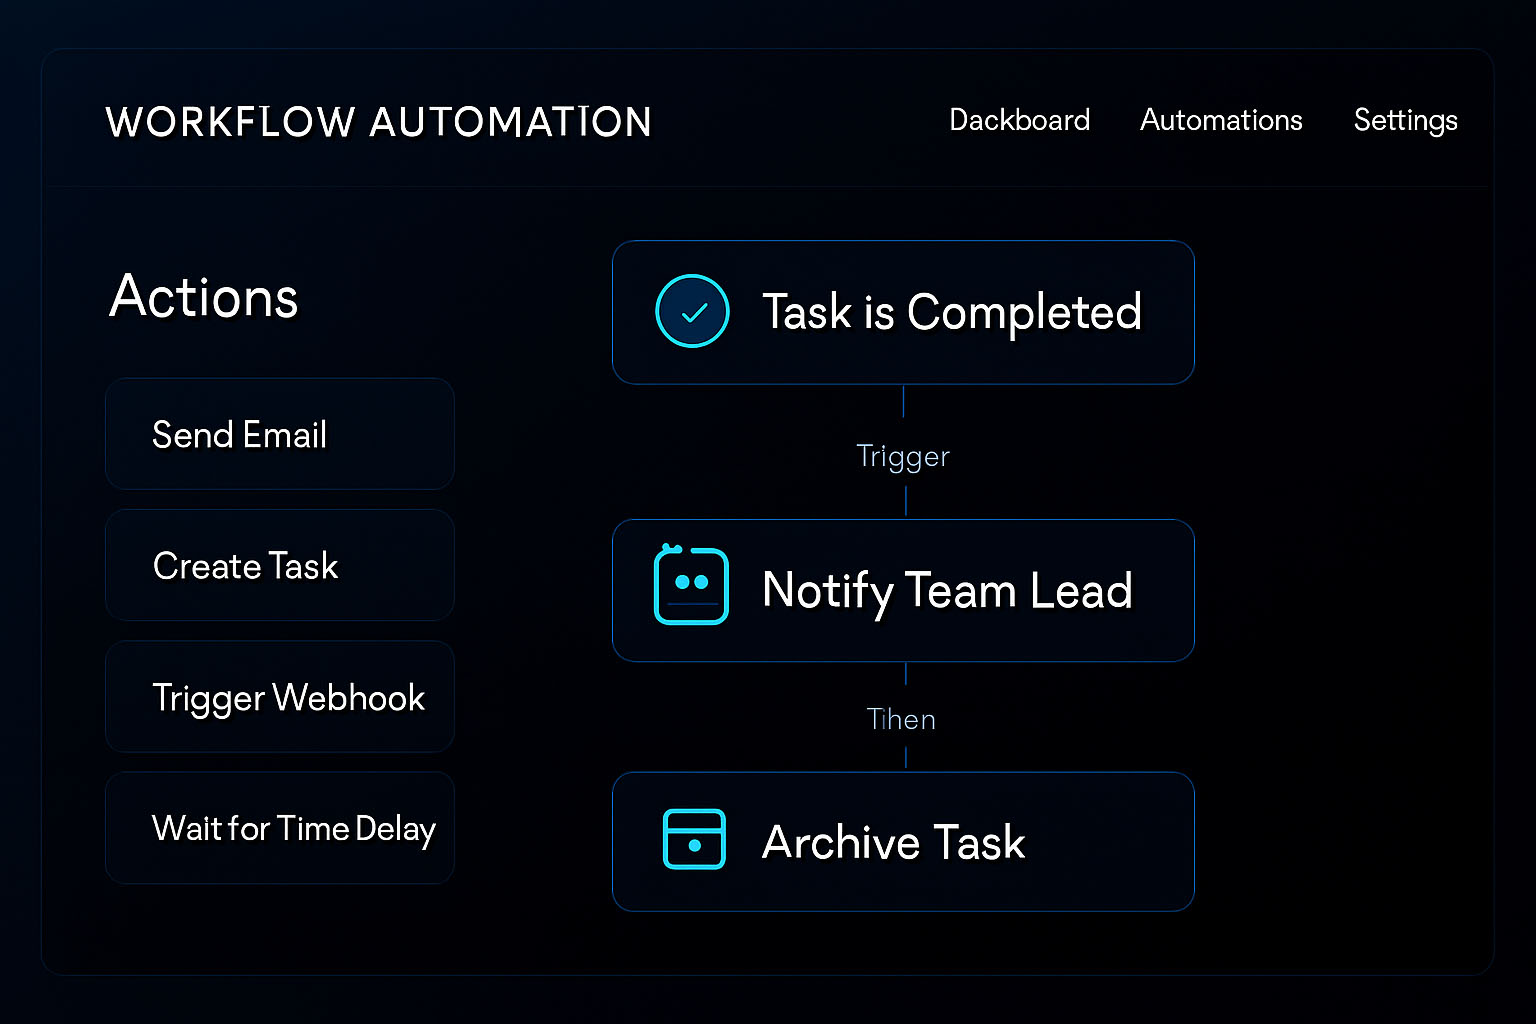 WORKFLOW AUTOMATION
Dackboard Automations Settings
Actions
Send Email
Create Task
Trigger Webhook
Wait for Time Delay
Task is Completed
Trigger
Notify Team Lead
Tihen
Archive Task